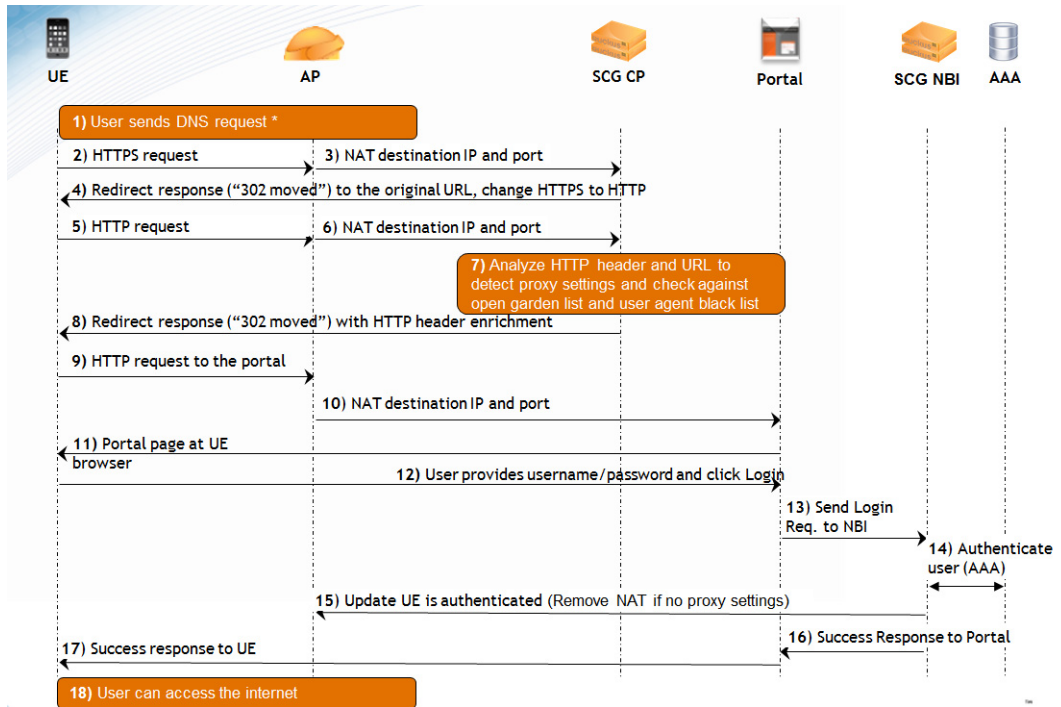 UE
AP
SCG CP
Portal
SCG NBI
AAA
1) User sends DNS request *
2) HTTPS request
3) NAT destination IP and port
4) Redirect response (“302 moved”) to the original URL, change HTTPS to HTTP
5) HTTP request
6) NAT destination IP and port
7) Analyze HTTP header and URL to
detect proxy settings and check against
open garden list and user agent black list
8) Redirect response (“302 moved”) with HTTP header enrichment
9) HTTP request to the portal
10) NAT destination IP and port
11) Portal page at UE
browser
12) User provides username/password and click Login
13) Send Login
Req. to NBI
14) Authenticate
user (AAA)
15) Update UE is authenticated (Remove NAT if no proxy settings)
16) Success Response to Portal
17) Success response to UE
18) User can access the internet